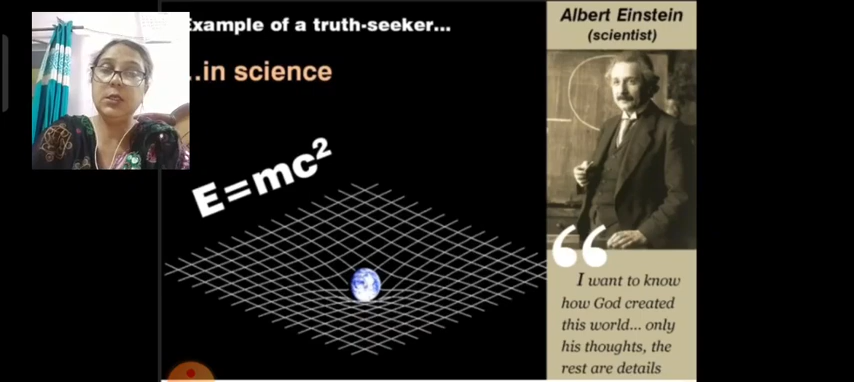 Example of a truth-seeker...
..in science
E=mc²
Albert Einstein
(scientist)
“
I want to know
how God created
this world... only
his thoughts, the
rest are details